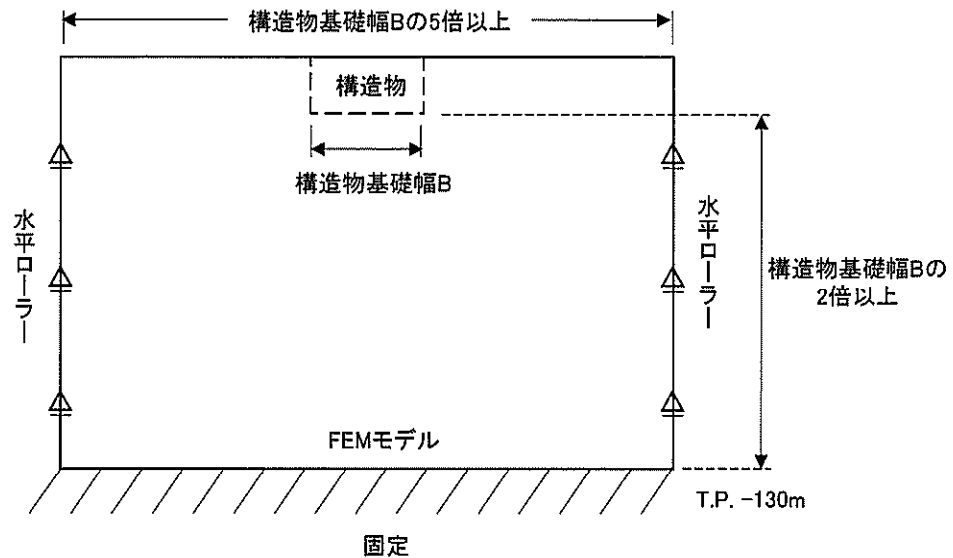 構造物基礎幅Bの5倍以上
構造物
構造物基礎幅B
水平ローラー
水平ローラー
構造物基礎幅Bの
2倍以上
FEMモデル
T.P. -130m
固定